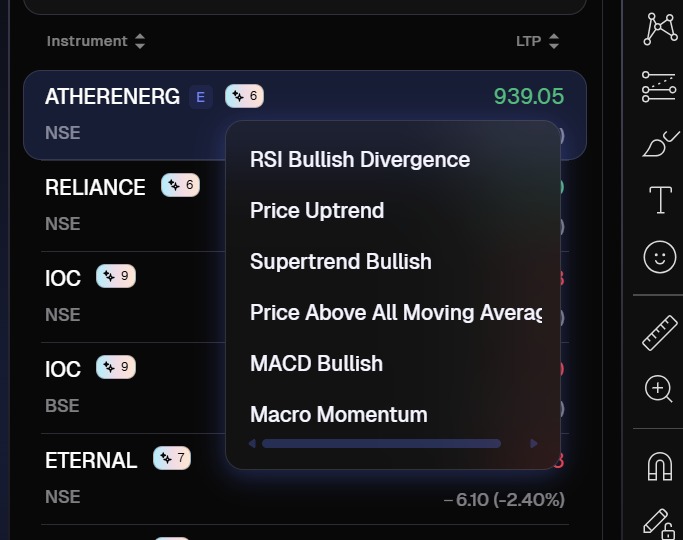 Instrument LTP
ATHERENERG E 6 939.05
NSE
RELIANCE 6
NSE
IOC 9
NSE
IOC 9
BSE
ETERNAL 7
NSE -6.10 (-2.40%)
RSI Bullish Divergence
Price Uptrend
Supertrend Bullish
Price Above All Moving Averag
MACD Bullish
Macro Momentum
T